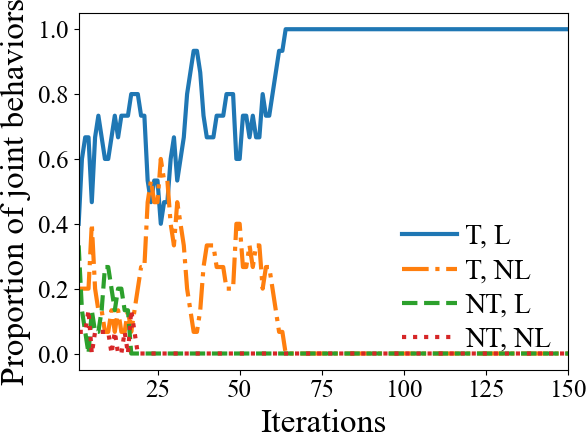 Proportion of joint behaviors
1.0
0.8
0.6
0.4
0.2
0.0
T, L
T, NL
NT, L
NT, NL
25 50 75 100 125 150
Iterations